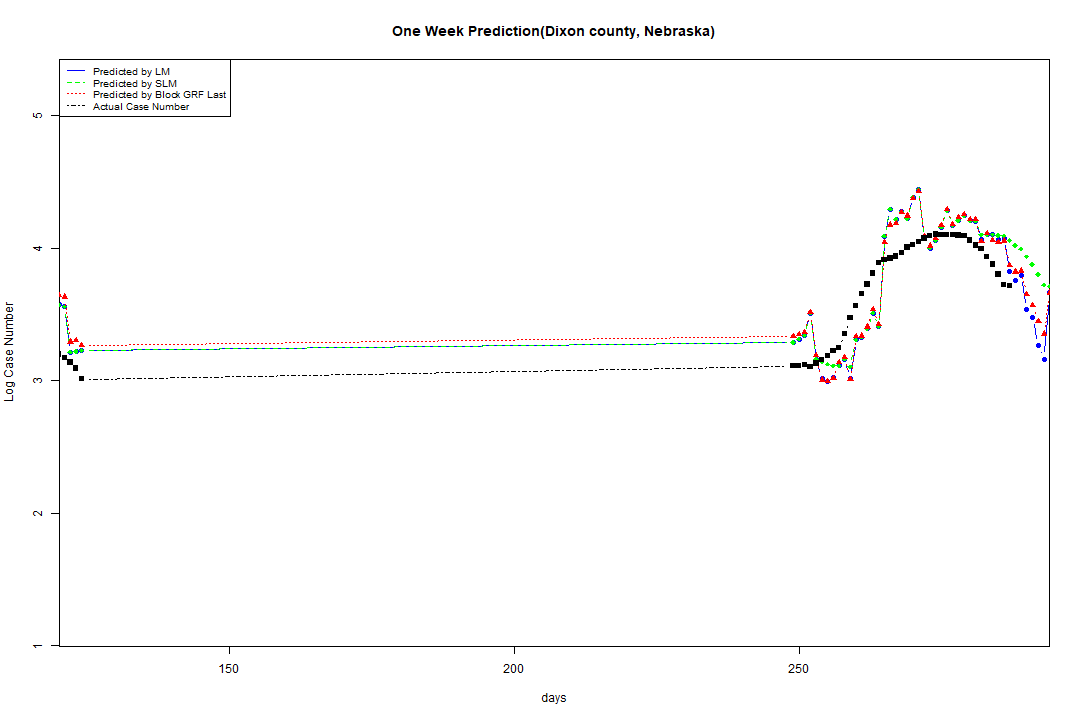 One Week Prediction(Dixon county, Nebraska)
Predicted by LM
Predicted by SLM
Predicted by Block GRF Last
Actual Case Number
5
4
3
2
1
Log Case Number
150
200
250
days